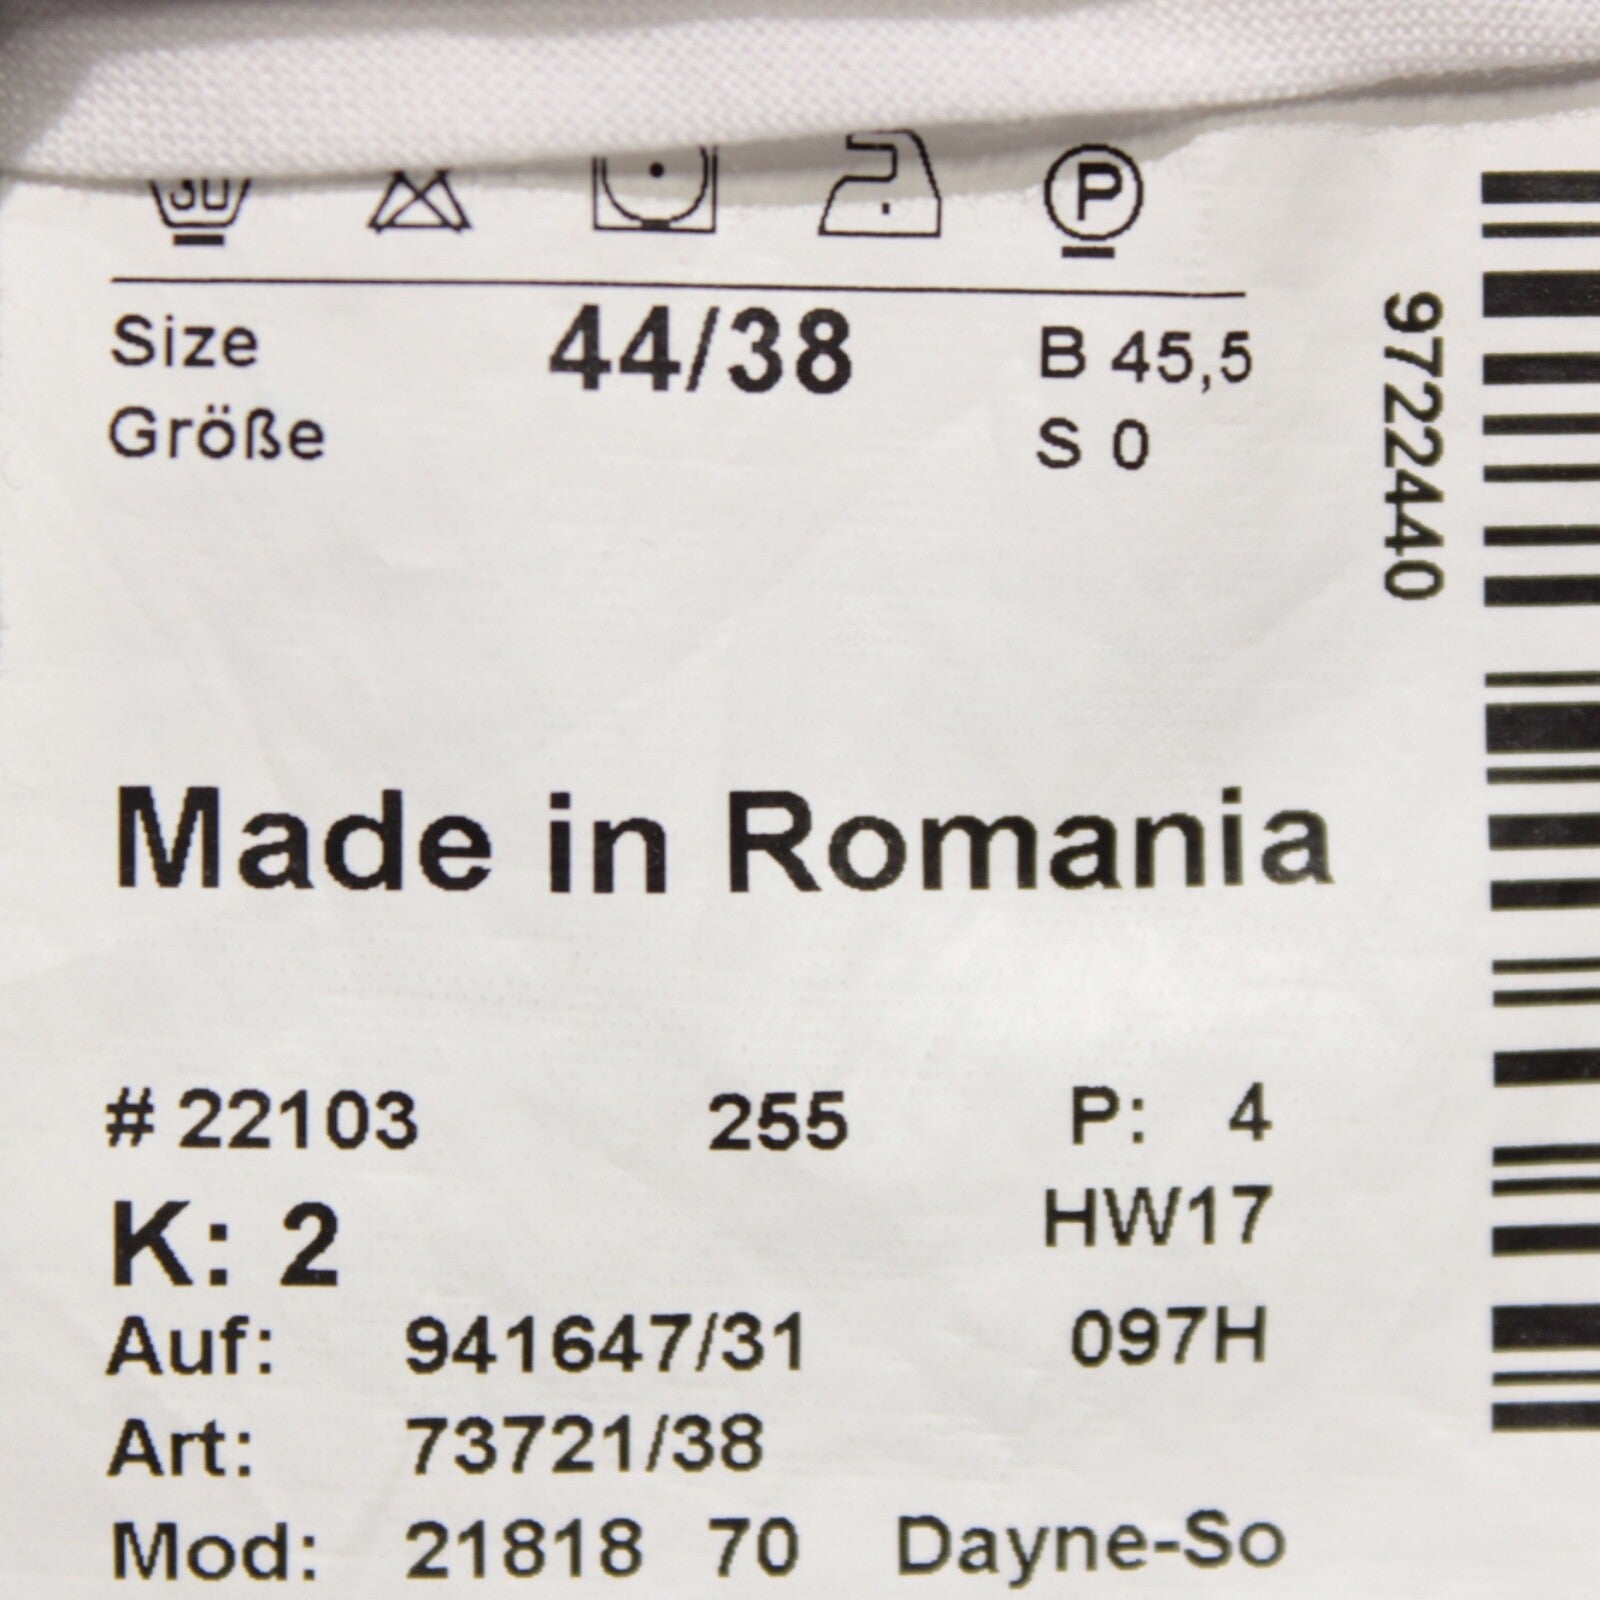 30
P
Size 44/38 B 45,5
Größe S 0
9722440
Made in Romania
# 22103 255 P: 4
K: 2 HW17
Auf: 941647/31 097H
Art: 73721/38
Mod: 21818 70 Dayne-So